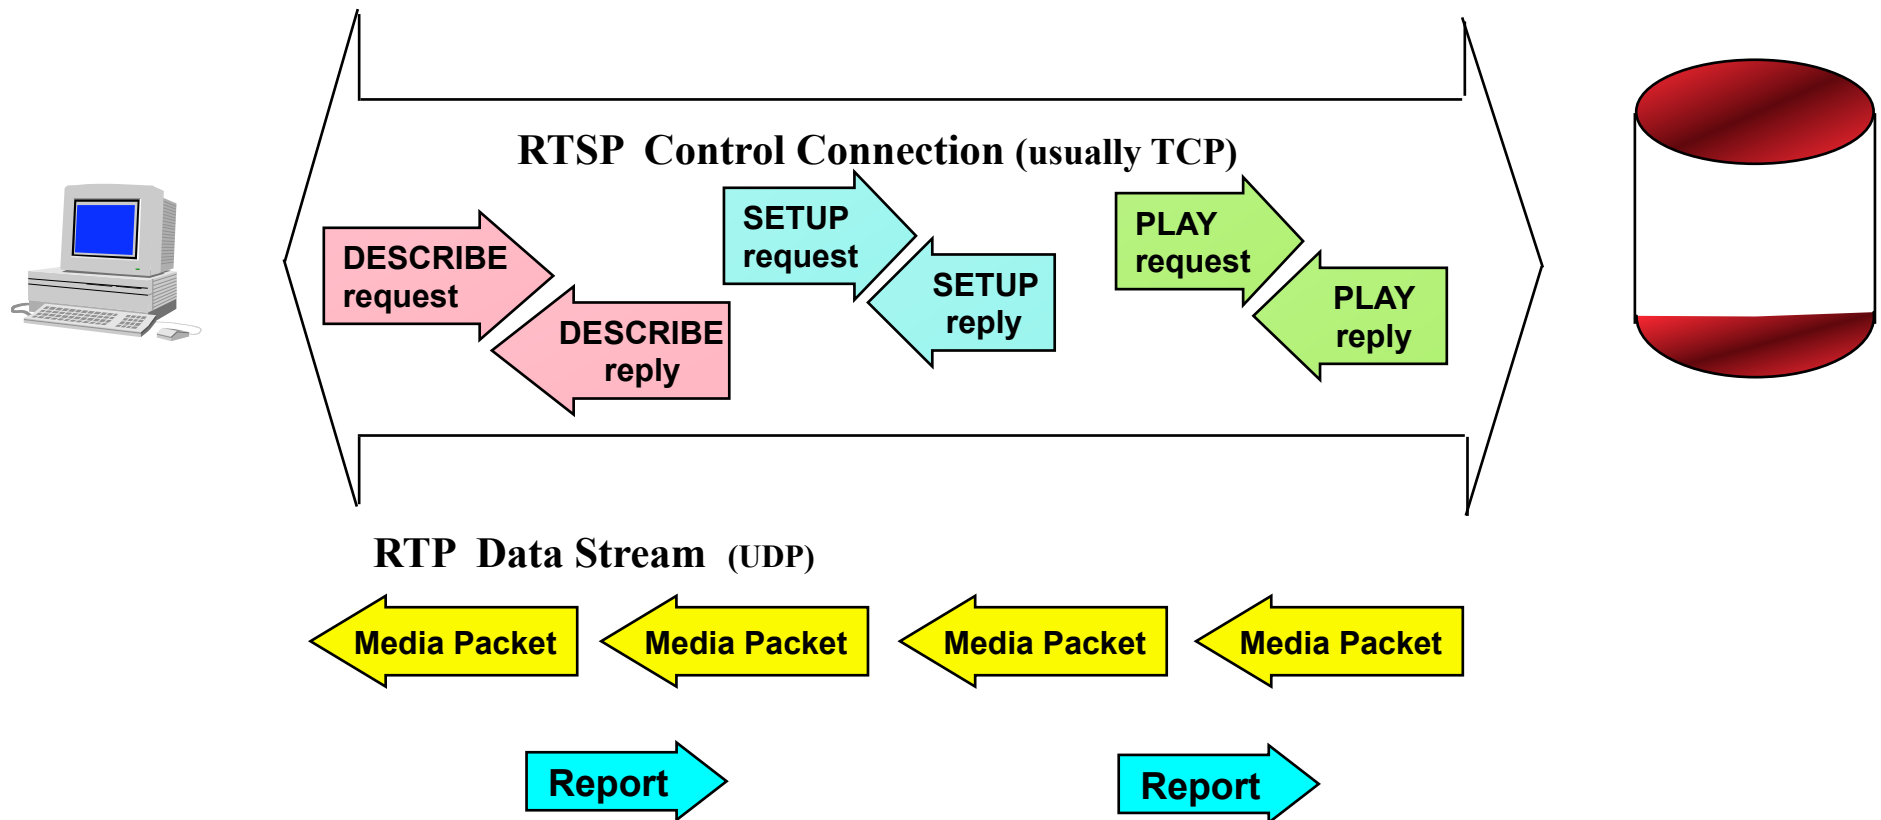 RTSP Control Connection (usually TCP)
DESCRIBE
request
DESCRIBE
reply
SETUP
request
SETUP
reply
PLAY
request
PLAY
reply
RTP Data Stream (UDP)
Media Packet
Media Packet
Media Packet
Media Packet
Report
Report